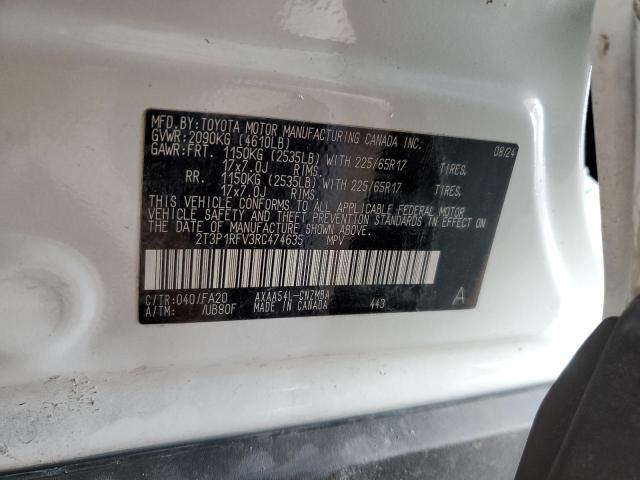 MFD. BY: TOYOTA MOTOR MANUFACTURING CANADA INC. 08/24
GVWR: 2090KG (4610LB)
GAWR: FRT. 1150KG (2535LB) WITH 225/65R17 TIRES,
17x7.0J RIMS.
RR. 1150KG (2535LB) WITH 225/65R17 TIRES,
17x7.0J RIMS.
THIS VEHICLE CONFORMS TO ALL APPLICABLE FEDERAL MOTOR
VEHICLE SAFETY AND THEFT PREVENTION STANDARDS IN EFFECT ON
THE DATE OF MANUFACTURE SHOWN ABOVE.
2T3P1RFV3RC474635 MPV
C/TR: 040/FA20 AXAA54L-CNZMBA 443 A
A/TM: /UB80F MADE IN CANADA